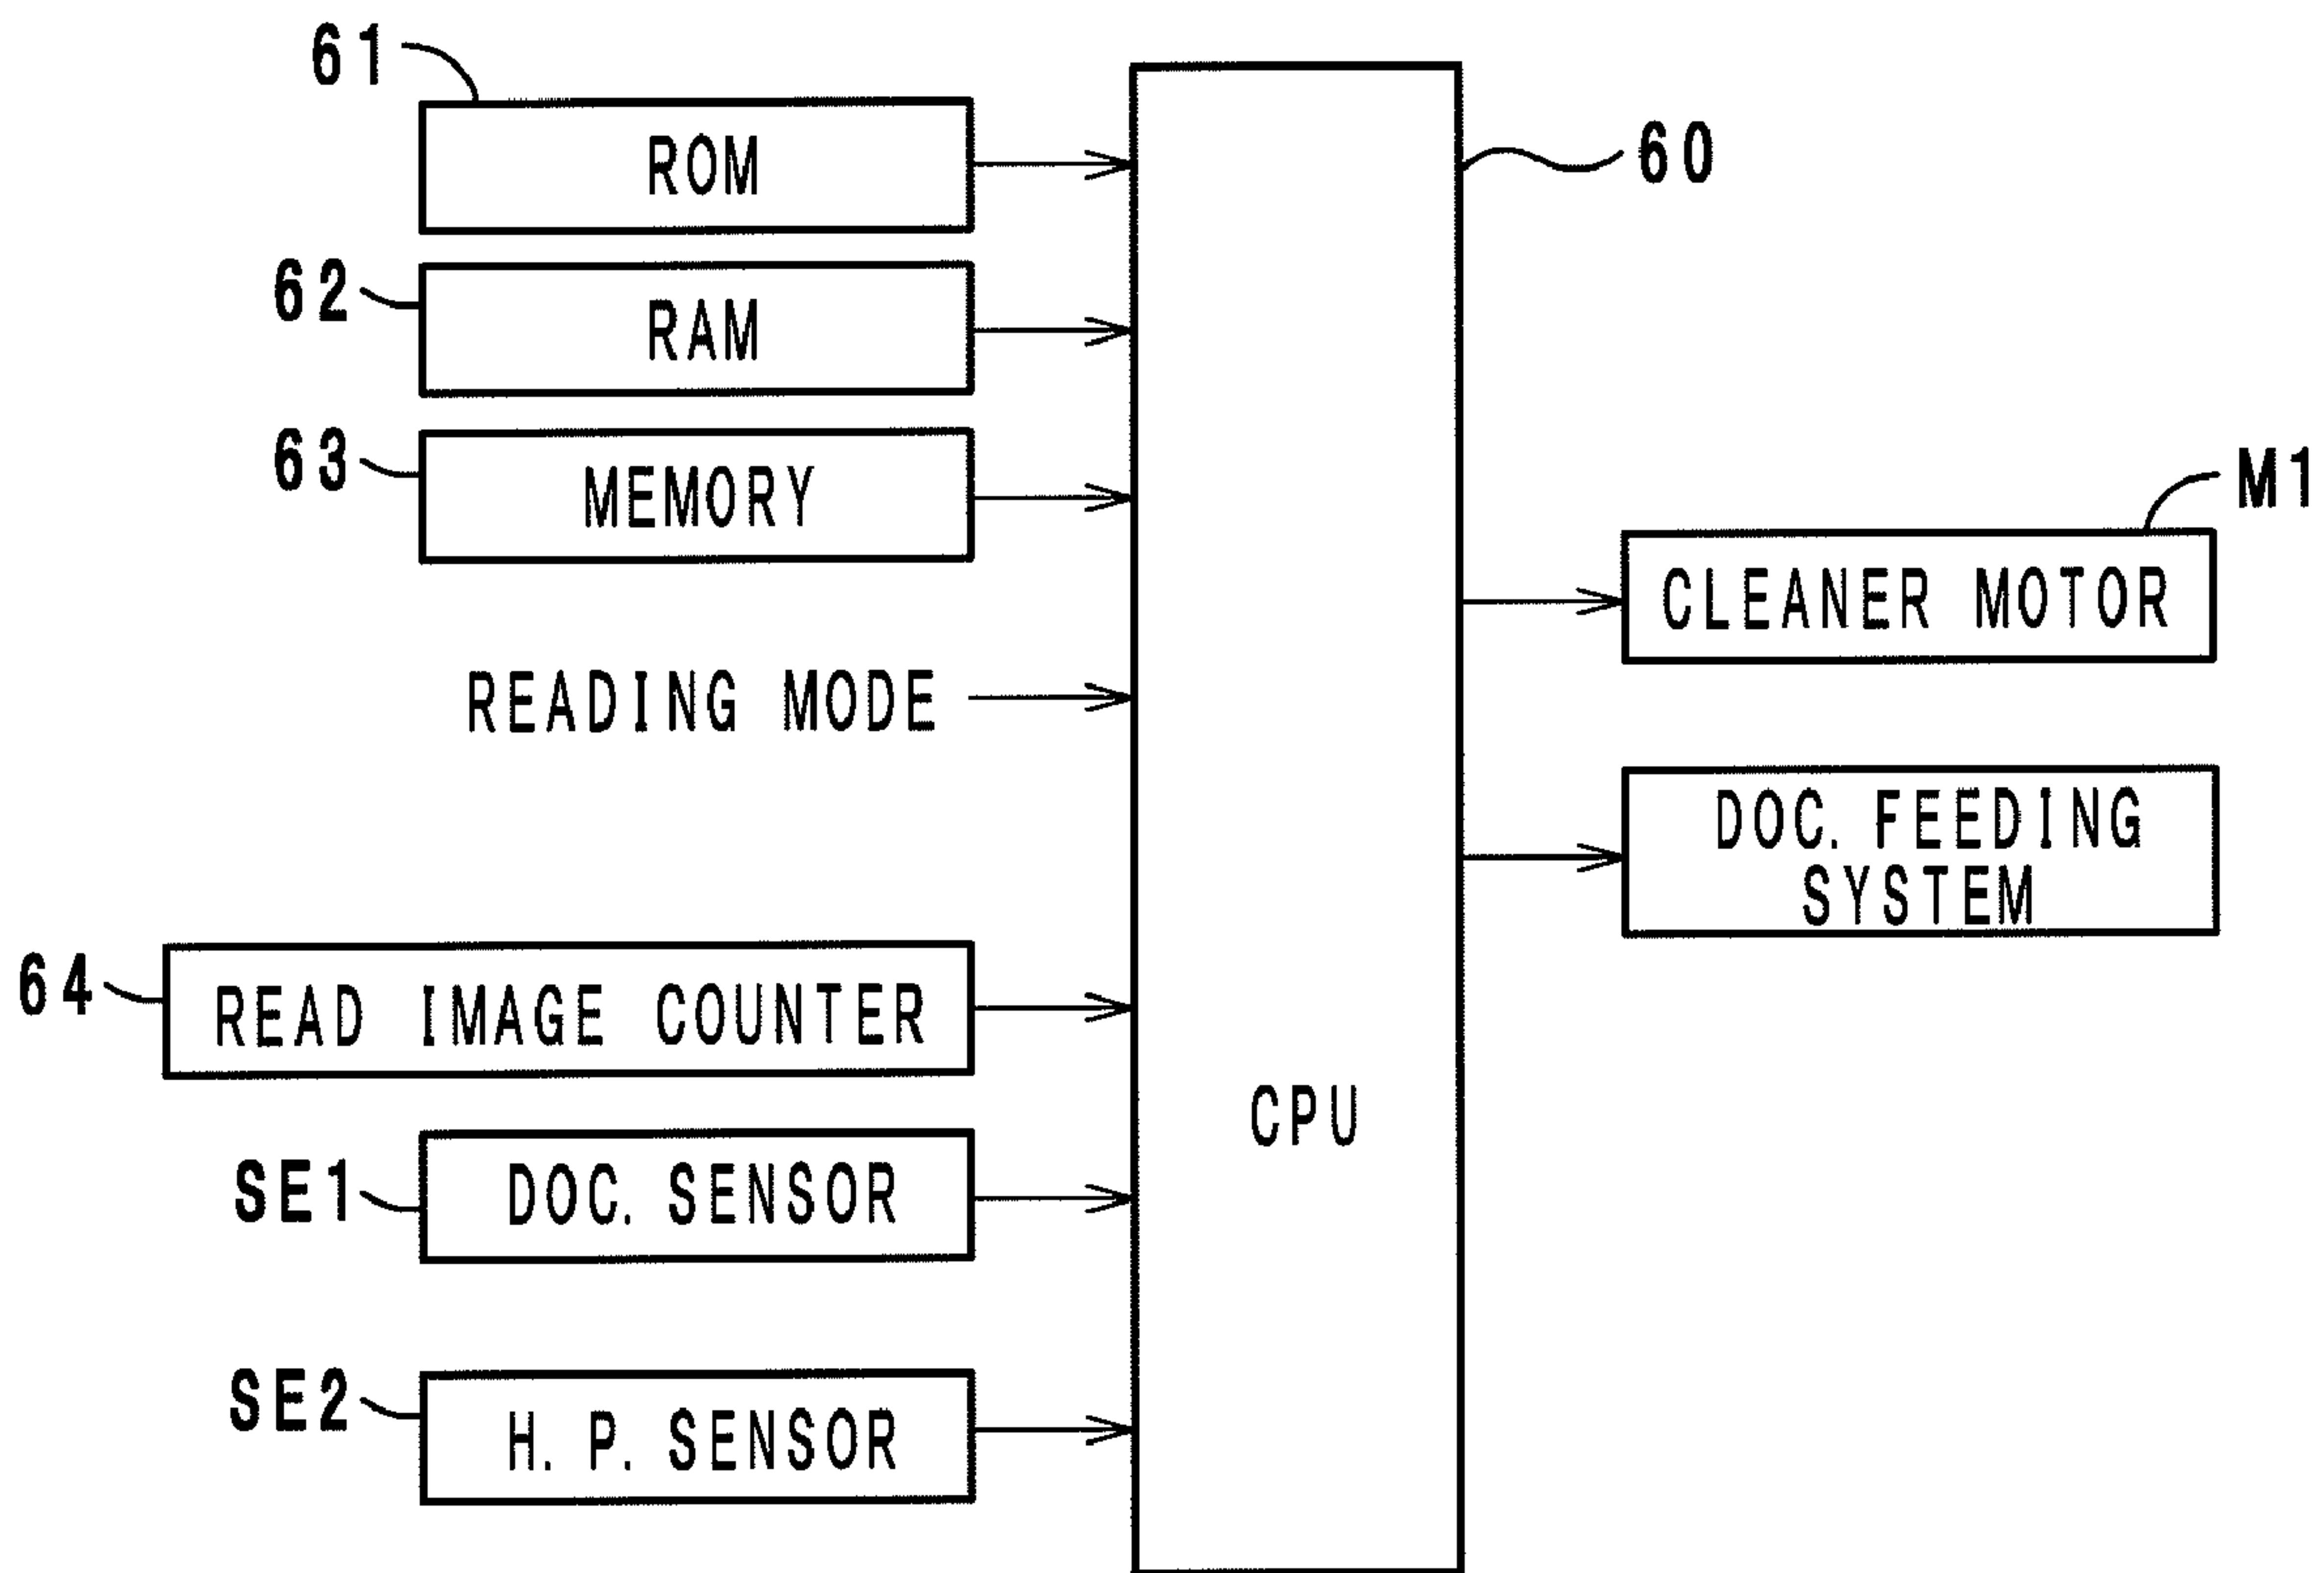 61
ROM
60
62
RAM
63
MEMORY
M1
CLEANER MOTOR
READING MODE
DOC. FEEDING
SYSTEM
64
READ IMAGE COUNTER
CPU
SE1
DOC. SENSOR
SE2
H. P. SENSOR